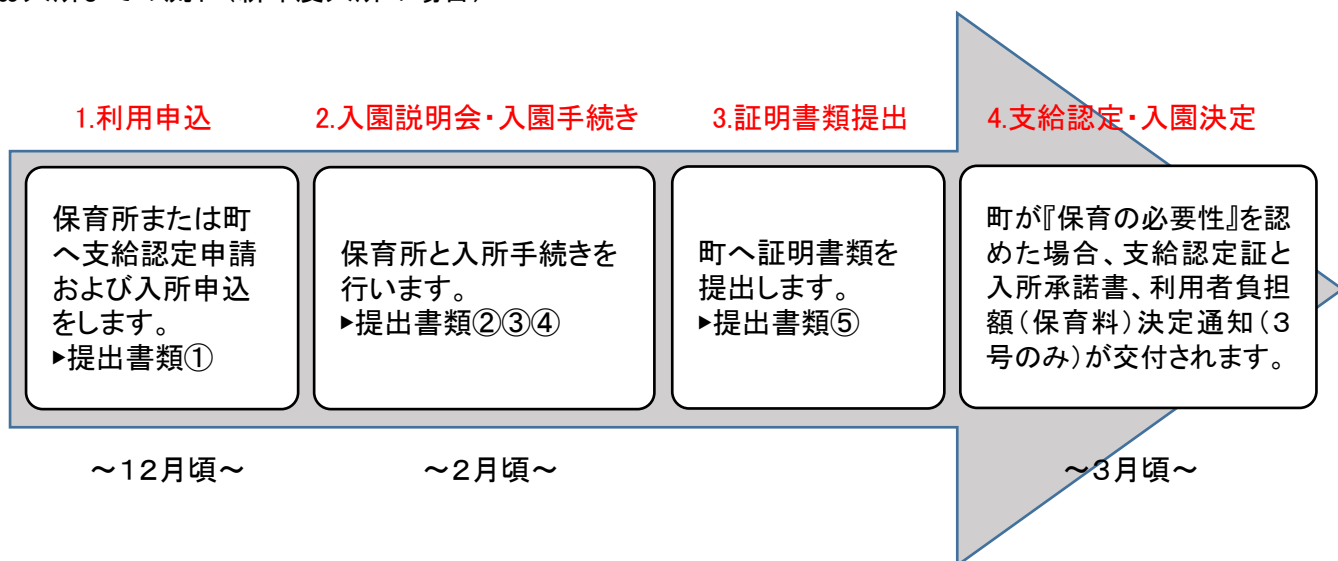 1.利用申込
2.入園説明会・入園手続き
3.証明書類提出
4.支給認定・入園決定
保育所または町
へ支給認定申請
および入所申込
をします。
▶提出書類①
保育所と入所手続きを
行います。
▶提出書類②③④
町へ証明書類を
提出します。
▶提出書類⑤
町が『保育の必要性』を認
めた場合、支給認定証と
入所承諾書、利用者負担
額(保育料)決定通知(3
号のみ)が交付されます。
~12月頃~
~2月頃~
~3月頃~